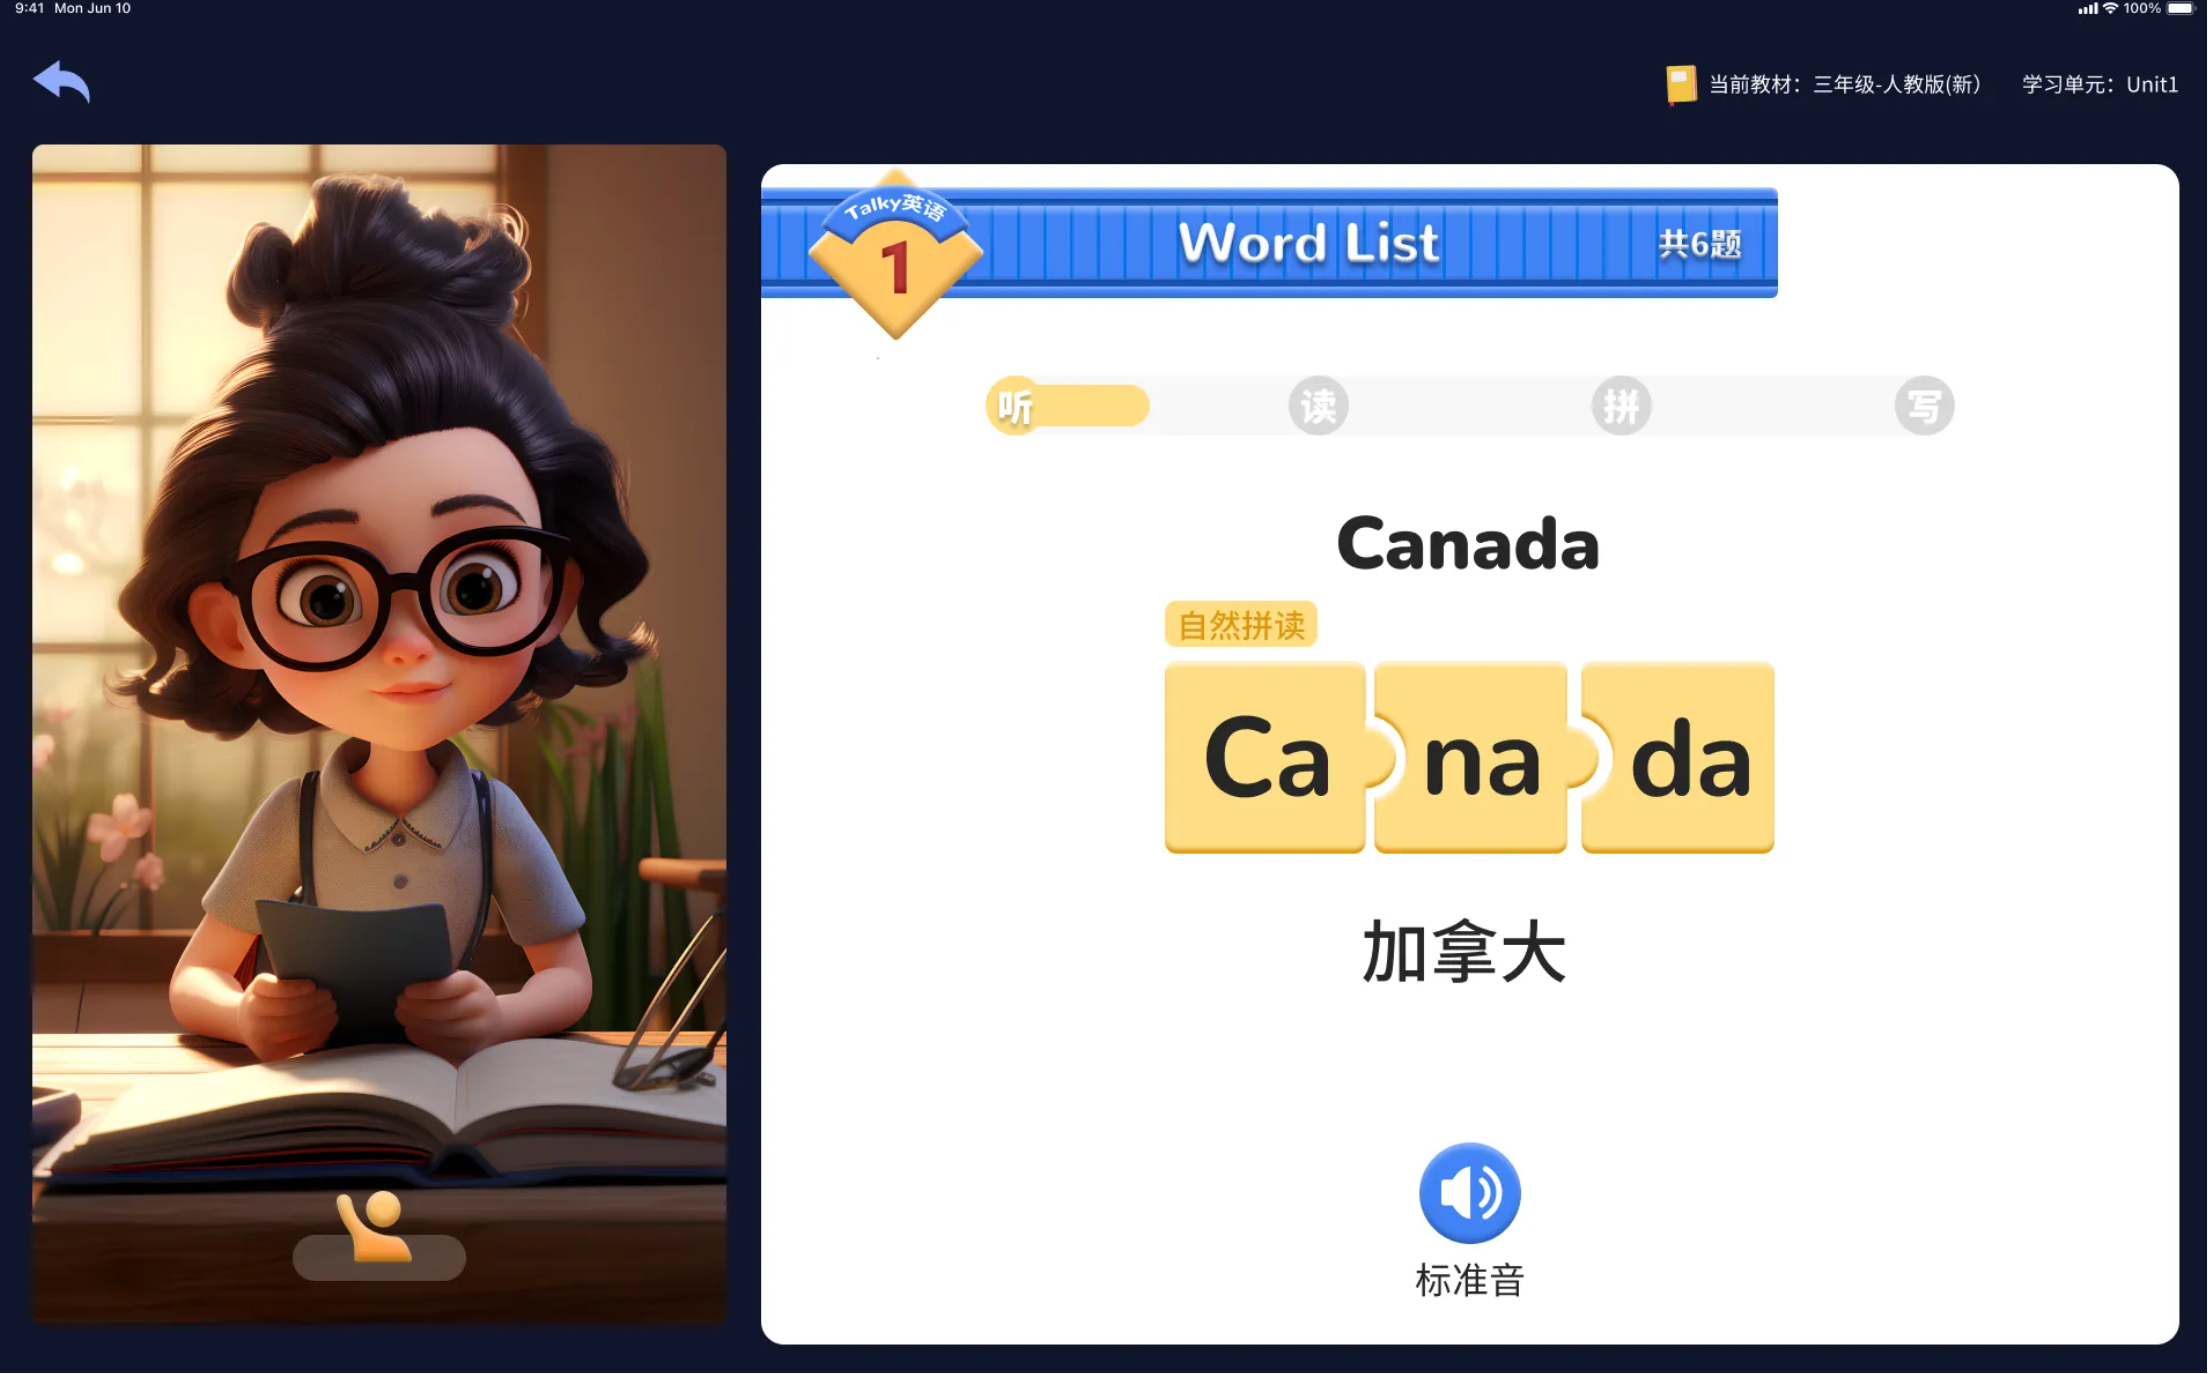 9:41 Mon Jun 10
100%
当前教材：三年级-人教版(新） 学习单元：Unit1
Talky英语
1
Word List
共6题
听 读 拼 写
Canada
自然拼读
Ca na da
加拿大
标准音